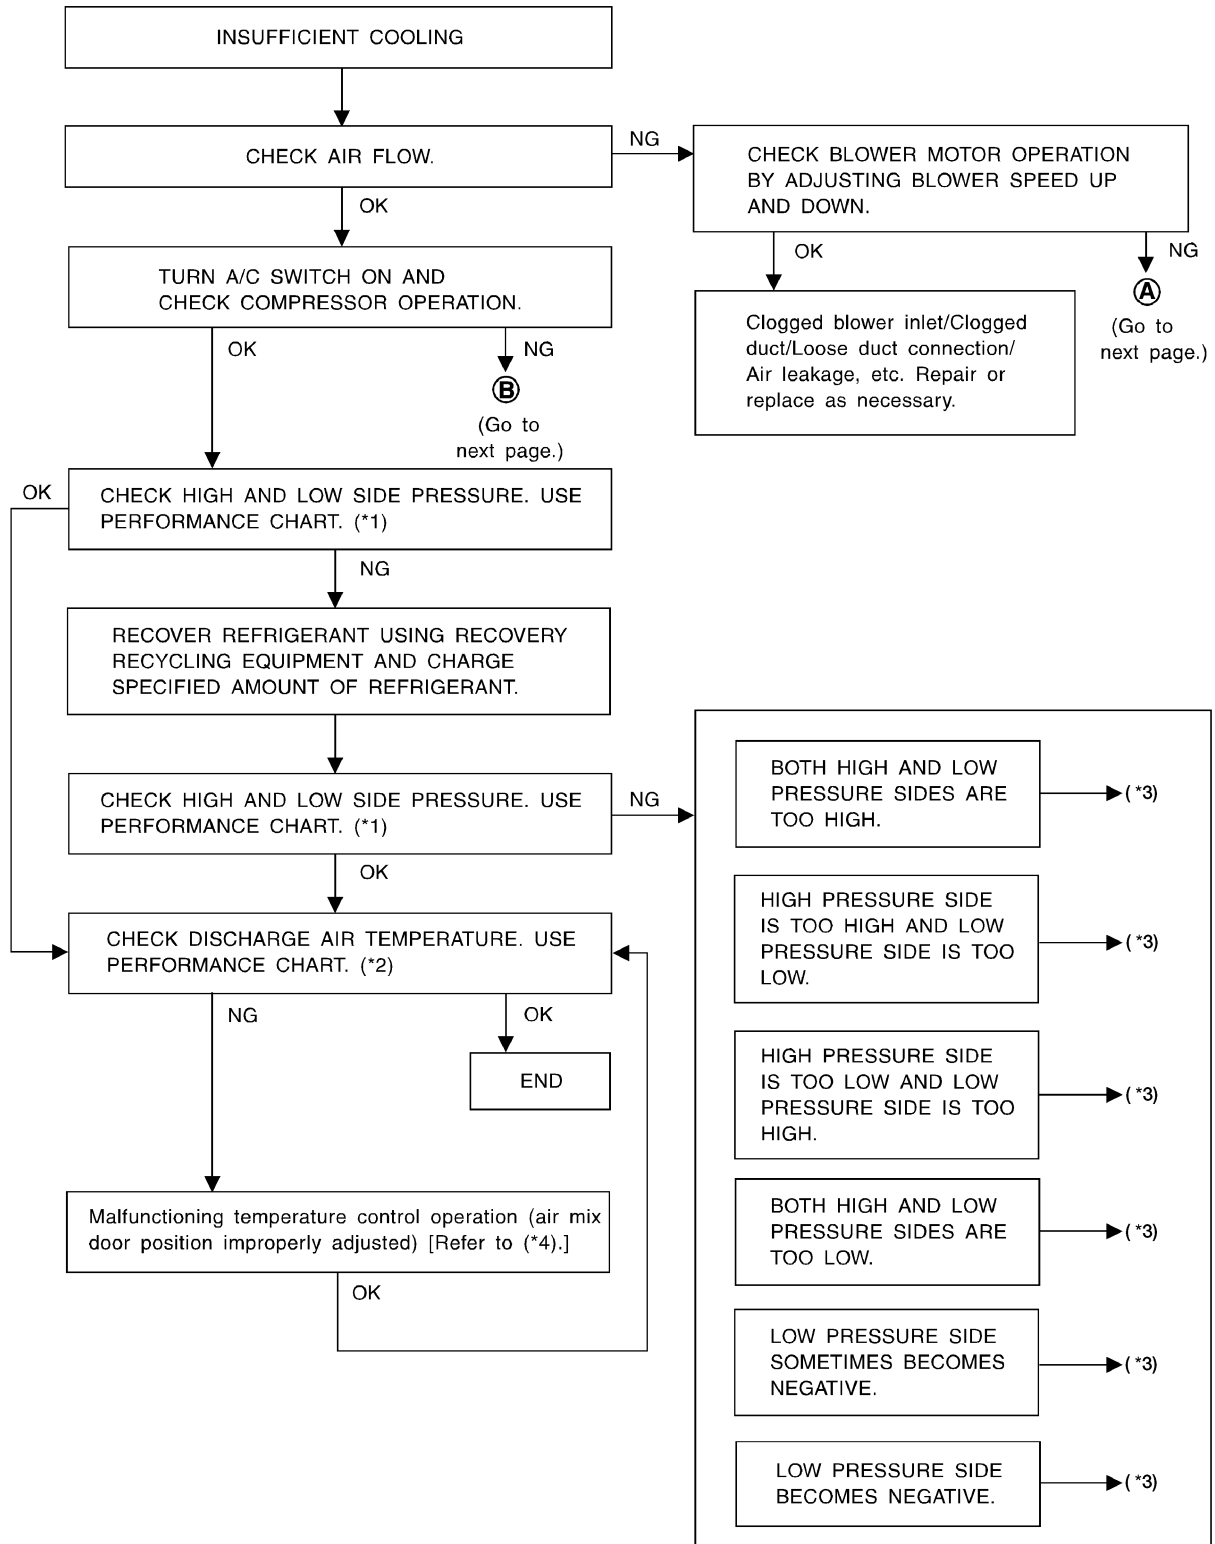 INSUFFICIENT COOLING
CHECK AIR FLOW.
NG
CHECK BLOWER MOTOR OPERATION
BY ADJUSTING BLOWER SPEED UP
AND DOWN.
OK
OK
NG
TURN A/C SWITCH ON AND
CHECK COMPRESSOR OPERATION.
Clogged blower inlet/Clogged
duct/Loose duct connection/
Air leakage, etc. Repair or
replace as necessary.
A
(Go to
next page.)
OK
NG
B
(Go to
next page.)
OK
CHECK HIGH AND LOW SIDE PRESSURE. USE
PERFORMANCE CHART. (*1)
NG
RECOVER REFRIGERANT USING RECOVERY
RECYCLING EQUIPMENT AND CHARGE
SPECIFIED AMOUNT OF REFRIGERANT.
CHECK HIGH AND LOW SIDE PRESSURE. USE
PERFORMANCE CHART. (*1)
NG
OK
CHECK DISCHARGE AIR TEMPERATURE. USE
PERFORMANCE CHART. (*2)
NG
OK
END
Malfunctioning temperature control operation (air mix
door position improperly adjusted) [Refer to (*4).]
OK
BOTH HIGH AND LOW
PRESSURE SIDES ARE
TOO HIGH.
(*3)
HIGH PRESSURE SIDE
IS TOO HIGH AND LOW
PRESSURE SIDE IS TOO
LOW.
(*3)
HIGH PRESSURE SIDE
IS TOO LOW AND LOW
PRESSURE SIDE IS TOO
HIGH.
(*3)
BOTH HIGH AND LOW
PRESSURE SIDES ARE
TOO LOW.
(*3)
LOW PRESSURE SIDE
SOMETIMES BECOMES
NEGATIVE.
(*3)
LOW PRESSURE SIDE
BECOMES NEGATIVE.
(*3)